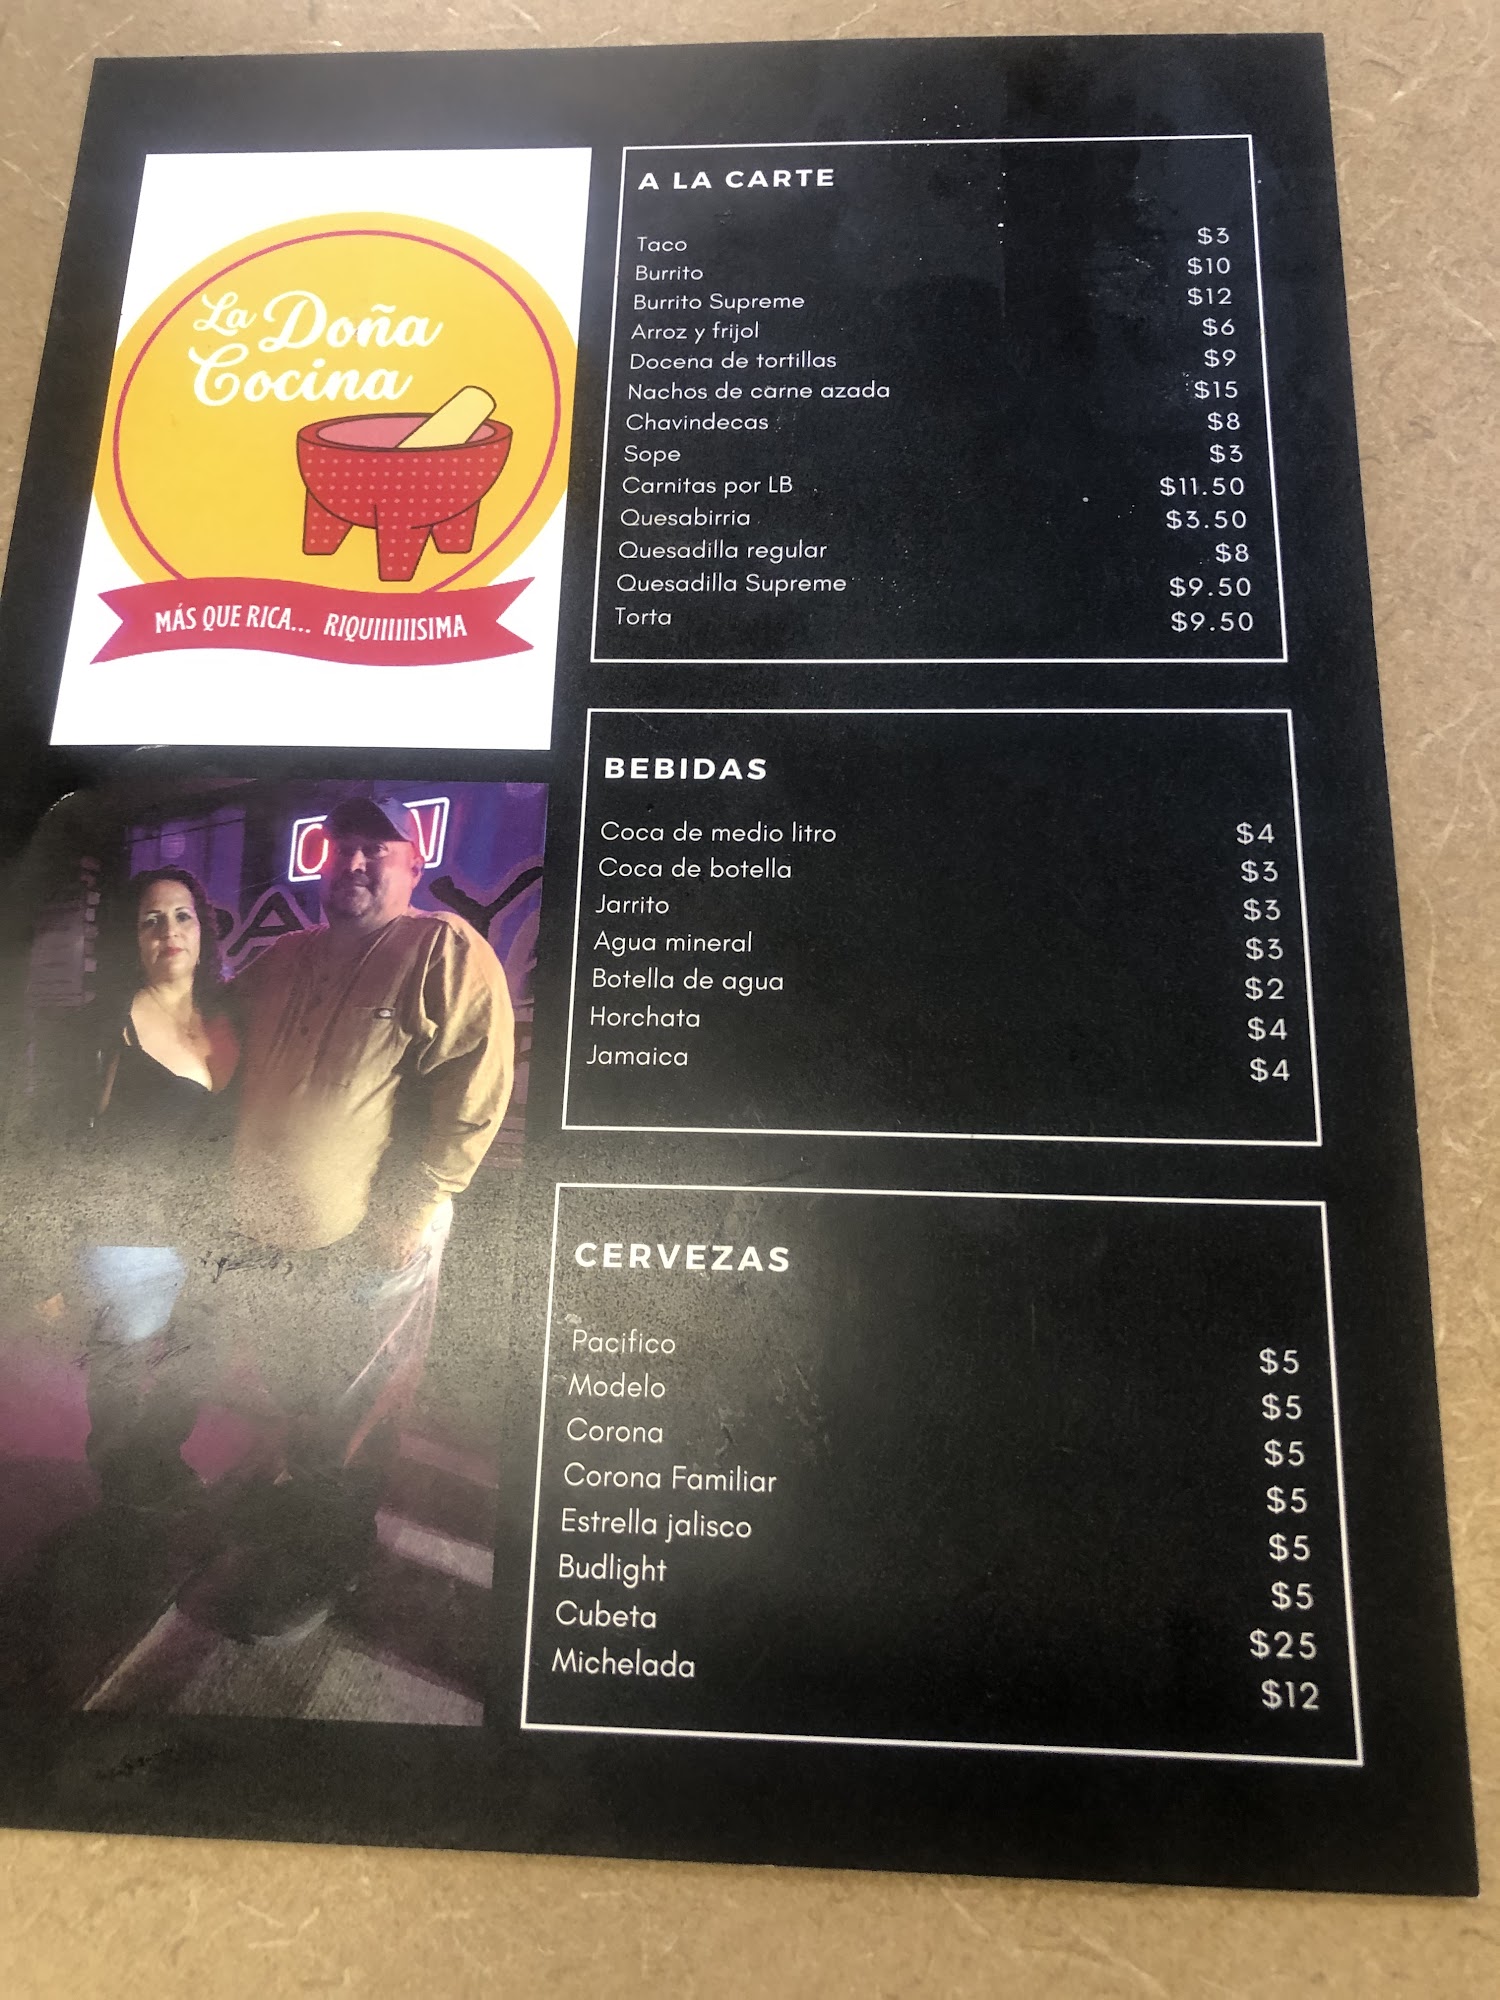 La Doña
Cocina
MÁS QUE RICA... RIQUIIIIIISIMA
A LA CARTE
Taco $3
Burrito $10
Burrito Supreme $12
Arroz y frijol $6
Docena de tortillas $9
Nachos de carne azada $15
Chavindecas $8
Sope $3
Carnitas por LB $11.50
Quesabirria $3.50
Quesadilla regular $8
Quesadilla Supreme $9.50
Torta $9.50
BEBIDAS
Coca de medio litro $4
Coca de botella $3
Jarrito $3
Agua mineral $3
Botella de agua $2
Horchata $4
Jamaica $4
CERVEZAS
Pacifico $5
Modelo $5
Corona $5
Corona Familiar $5
Estrella jalisco $5
Budlight $5
Cubeta $25
Michelada $12